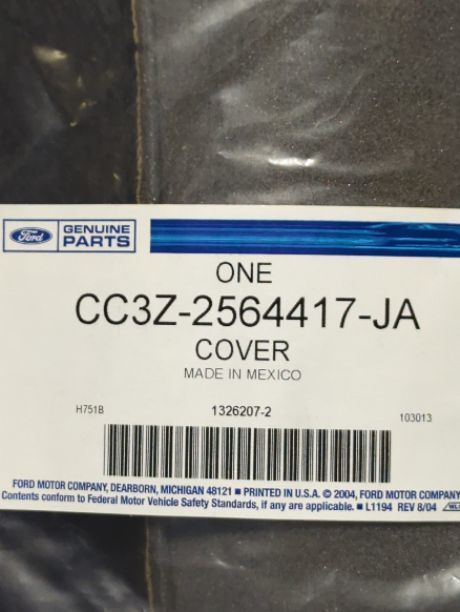 Ford GENUINE
PARTS
ONE
CC3Z-2564417-JA
COVER
MADE IN MEXICO
H751B 1326207-2 103013
FORD MOTOR COMPANY, DEARBORN, MICHIGAN 48121 ■ PRINTED IN U.S.A. © 2004, FORD MOTOR COMPANY
Contents conform to Federal Motor Vehicle Safety Standards, if any are applicable. ■ L1194 REV 8/04